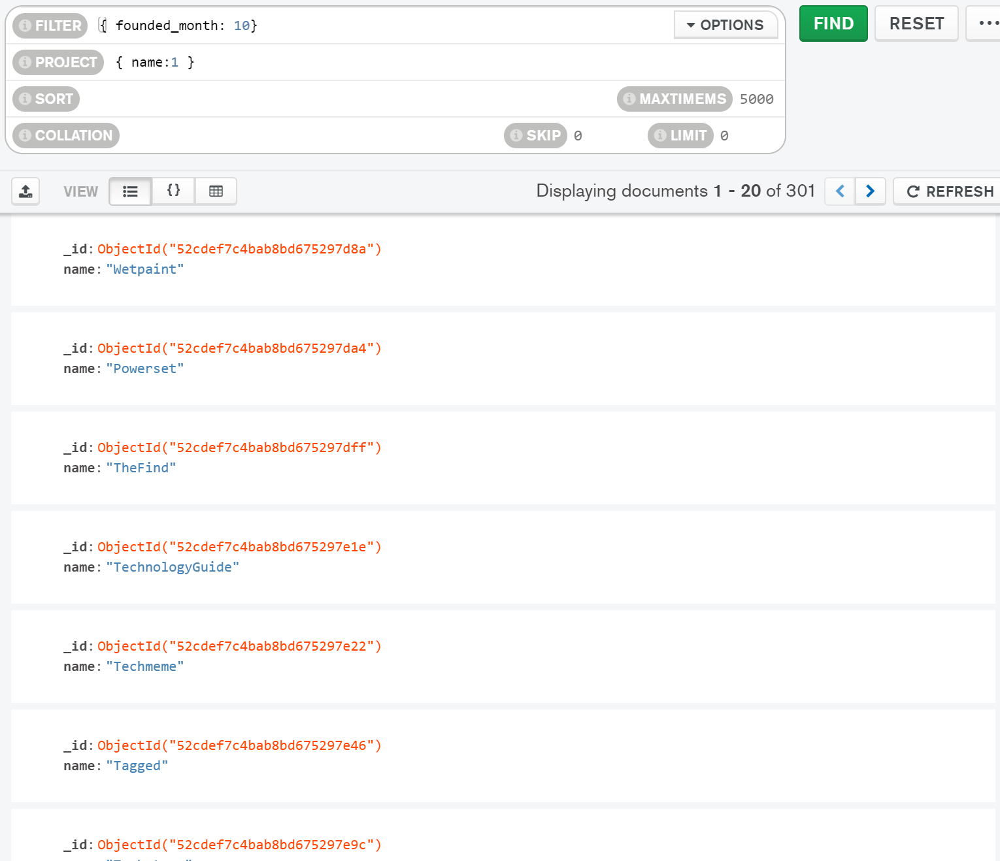 FILTER { founded_month: 10} OPTIONS FIND RESET
PROJECT { name:1 }
SORT MAXTIMEMS 5000
COLLATION SKIP 0 LIMIT 0
VIEW {} Displaying documents 1 - 20 of 301 REFRESH
_id: ObjectId("52cdef7c4bab8bd675297d8a")
name: "Wetpaint"
_id: ObjectId("52cdef7c4bab8bd675297da4")
name: "Powerset"
_id: ObjectId("52cdef7c4bab8bd675297dff")
name: "TheFind"
_id: ObjectId("52cdef7c4bab8bd675297e1e")
name: "TechnologyGuide"
_id: ObjectId("52cdef7c4bab8bd675297e22")
name: "Techmeme"
_id: ObjectId("52cdef7c4bab8bd675297e46")
name: "Tagged"
_id: ObjectId("52cdef7c4bab8bd675297e9c")